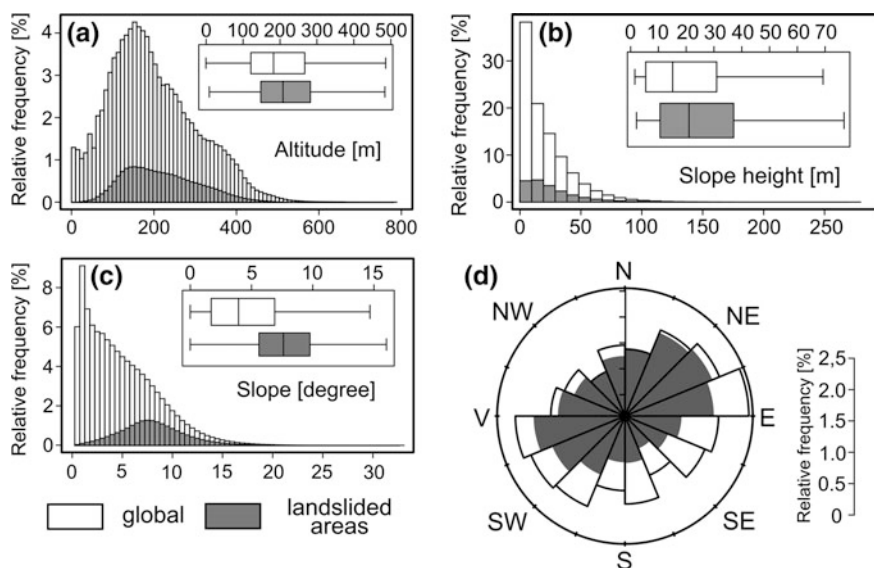 (a)
0 100 200 300 400 500
Relative frequency [%]
4
3
2
1
0
Altitude [m]
0 200 400 600 800
(b)
0 10 20 30 40 50 60 70
Relative frequency [%]
30
20
10
0
Slope height [m]
0 50 100 150 200 250
(c)
0 5 10 15
Relative frequency [%]
8
6
4
2
0
Slope [degree]
0 5 10 15 20 25 30
global
landslided
areas
(d)
N
NW NE
V E
SW SE
S
Relative frequency [%]
2,5
2.0
1.5
1.0
0.5
0